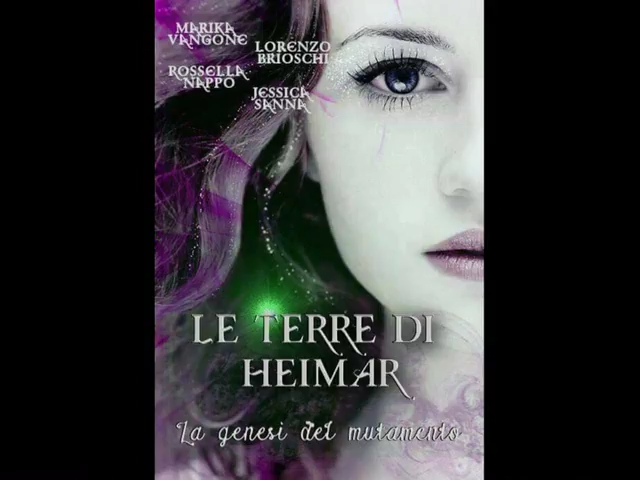 MARIKA
VANGONE
LORENZO
BRIOSCHI
ROSSELLA
NAPPO
JESSICA
SANNA
LE TERRE DI
HEIMAR
La genesi del mutamento